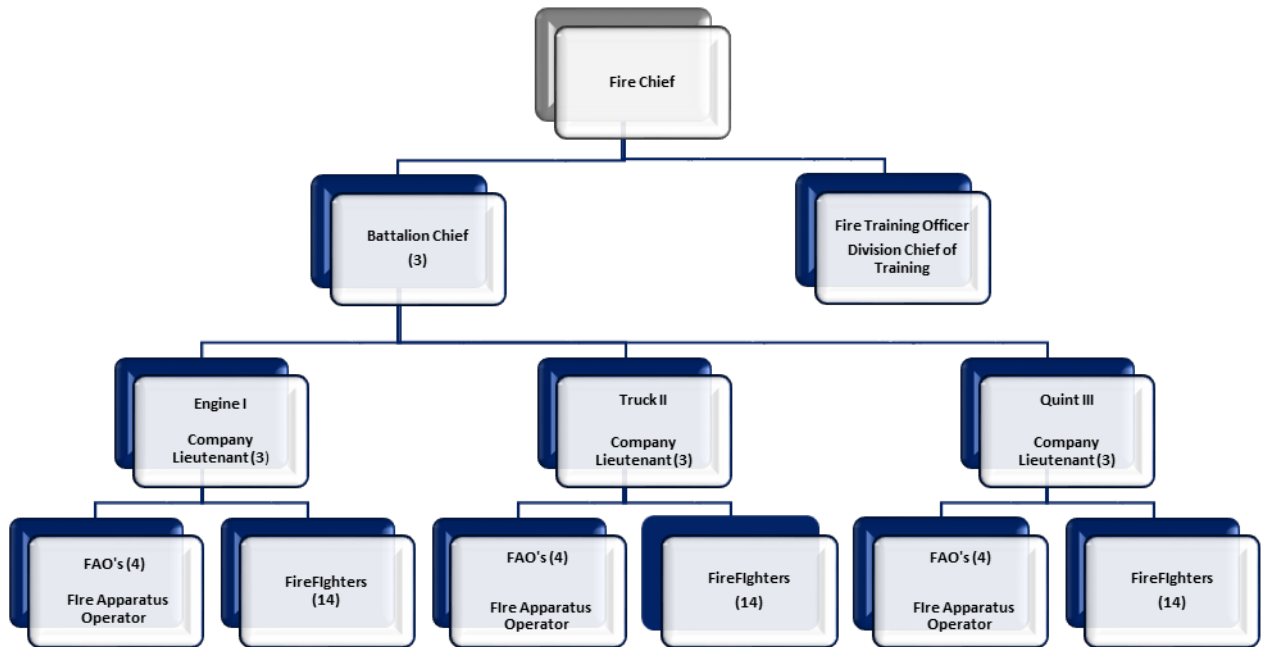 Fire Chief
Battalion Chief
(3)
Fire Training Officer
Division Chief of
Training
Engine I
Company
Lieutenant (3)
Truck II
Company
Lieutenant (3)
Quint III
Company
Lieutenant (3)
FAO's (4)
FIre Apparatus
Operator
FireFIghters
(14)
FAO's (4)
FIre Apparatus
Operator
FireFIghters
(14)
FAO's (4)
FIre Apparatus
Operator
FireFIghters
(14)